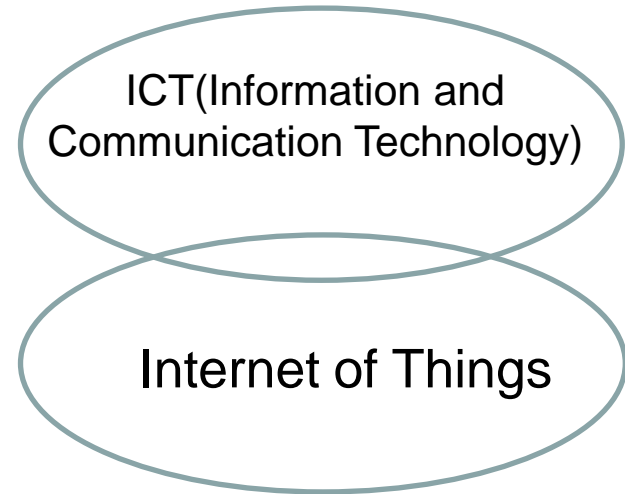 ICT(Information and
Communication Technology)
Internet of Things